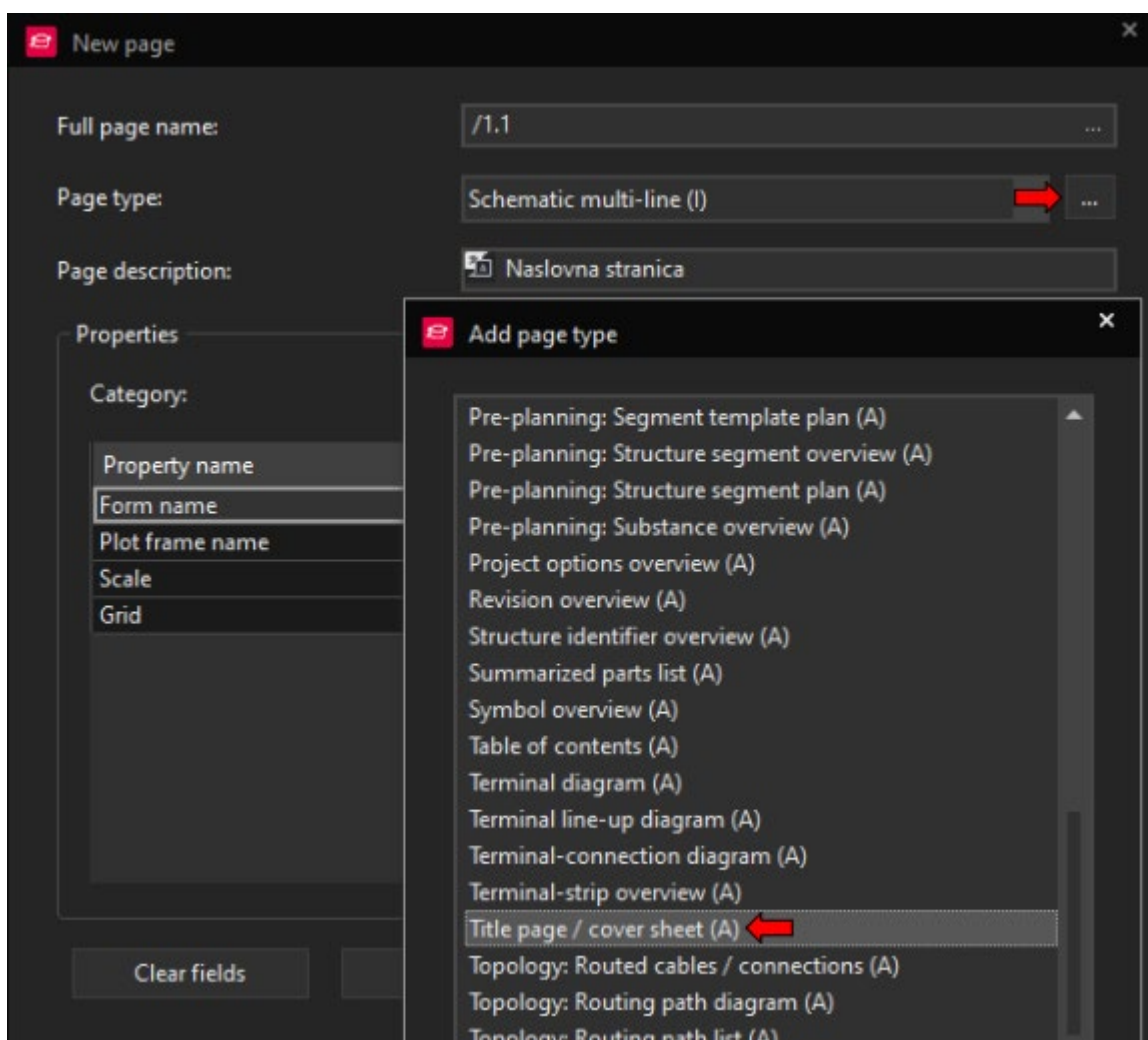 New page
Full page name:
/1.1
...
Page type:
Schematic multi-line (I)
...
Page description:
Naslovna stranica
Properties
Category:
Property name
Form name
Plot frame name
Scale
Grid
Clear fields
Add page type
Pre-planning: Segment template plan (A)
Pre-planning: Structure segment overview (A)
Pre-planning: Structure segment plan (A)
Pre-planning: Substance overview (A)
Project options overview (A)
Revision overview (A)
Structure identifier overview (A)
Summarized parts list (A)
Symbol overview (A)
Table of contents (A)
Terminal diagram (A)
Terminal line-up diagram (A)
Terminal-connection diagram (A)
Terminal-strip overview (A)
Title page / cover sheet (A)
Topology: Routed cables / connections (A)
Topology: Routing path diagram (A)
Topology: Routing path list (A)